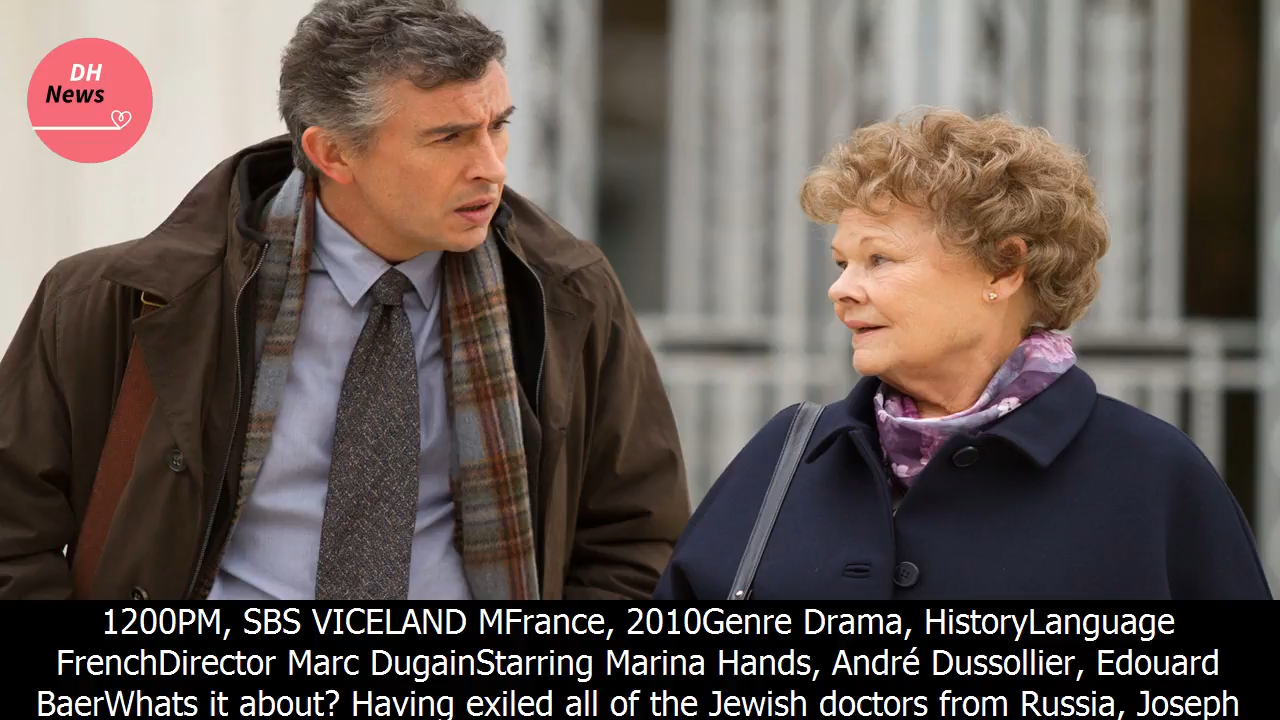 DH
News
1200PM, SBS VICELAND MFrance, 2010Genre Drama, HistoryLanguage
FrenchDirector Marc DugainStarring Marina Hands, André Dussollier, Edouard
BaerWhats it about? Having exiled all of the Jewish doctors from Russia, Joseph